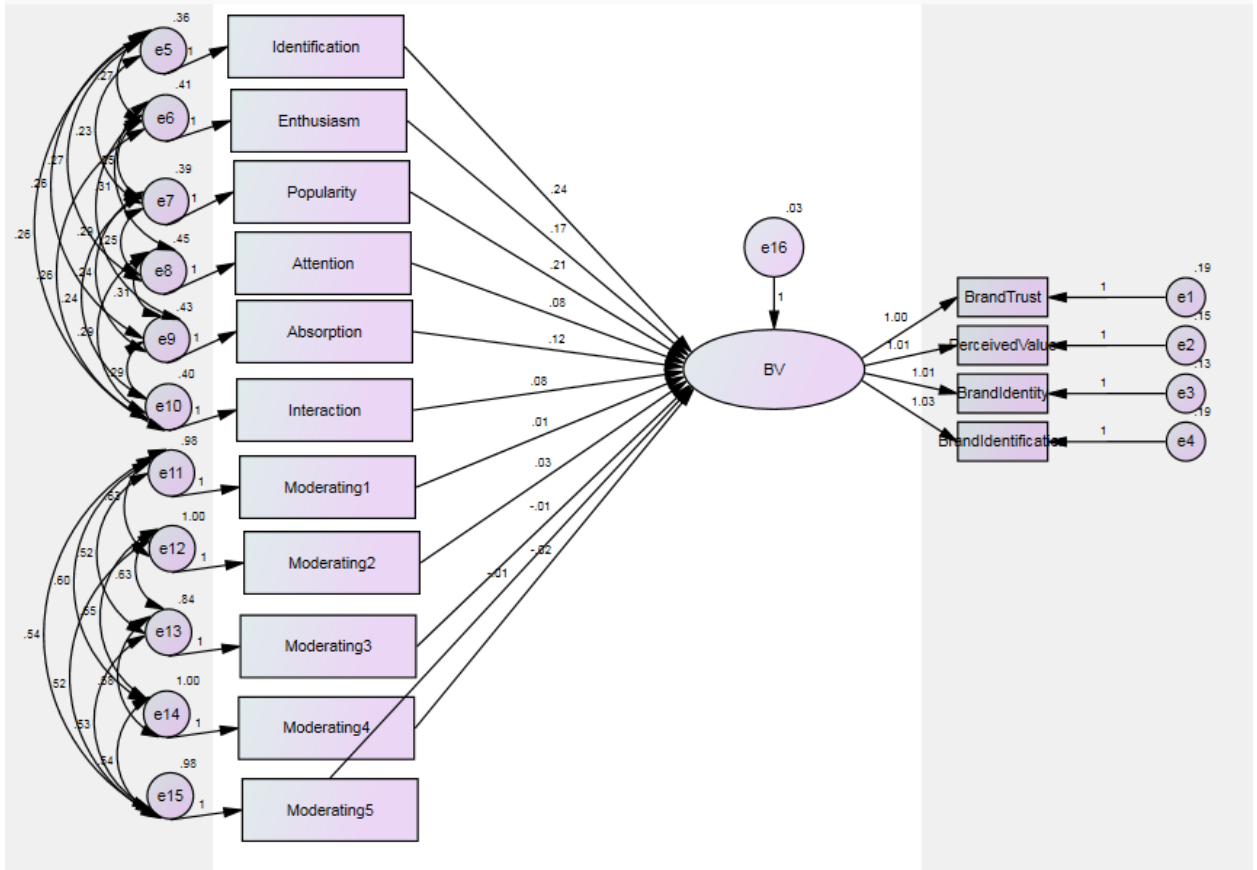 .36
e5
1
Identification
.27
.41
e6
1
Enthusiasm
.23
.25
.27
.31
.39
e7
1
Popularity
.26
.26
.29
.25
.45
e8
1
Attention
.24
.26
.24
.31
.43
e9
1
Absorption
.29
.29
.40
e10
1
Interaction
.98
e11
1
Moderating1
.63
1.00
e12
1
Moderating2
.52
.60
.63
.55
.84
e13
1
Moderating3
.54
.52
.58
1.00
e14
1
Moderating4
.53
.54
.98
e15
1
Moderating5
.24
.17
.21
.08
.12
.08
.01
.03
-.01
-.02
-.01
.03
e16
1
BV
1.00
1.01
1.01
1.03
BrandTrust
1
.19
e1
PerceivedValue
1
.15
e2
BrandIdentity
1
.13
e3
BrandIdentification
1
.19
e4